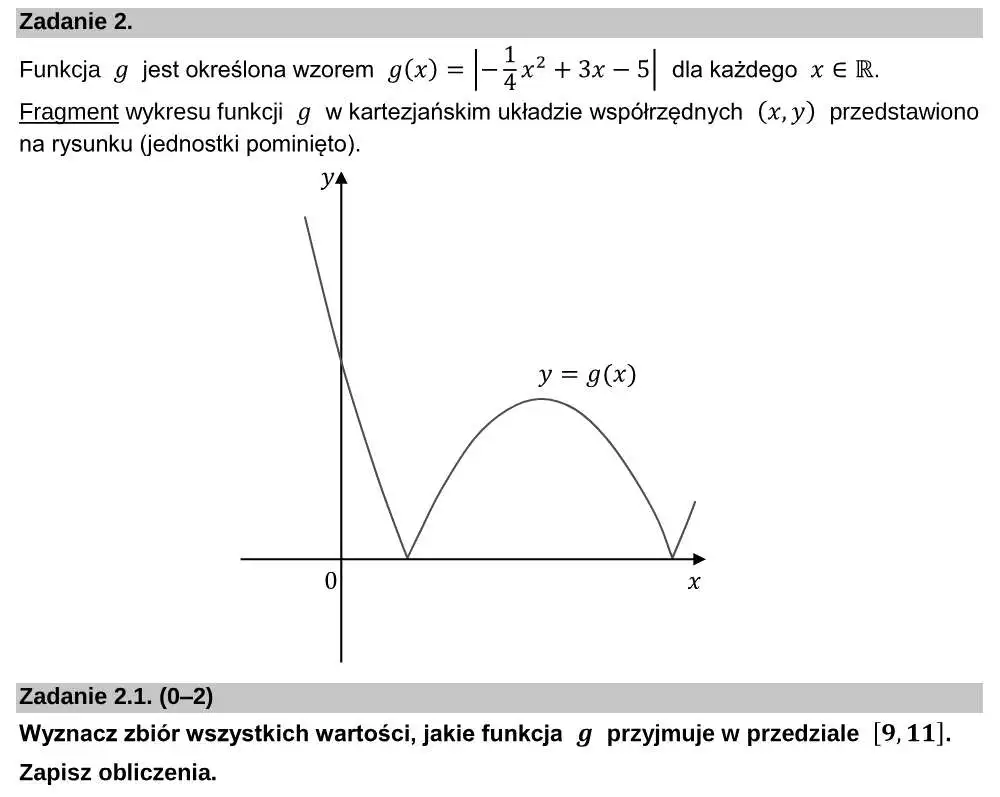 Zadanie 2.
Funkcja g jest określona wzorem g(x) = |−1/4x² + 3x − 5| dla każdego x ∈ ℝ.
Fragment wykresu funkcji g w kartezjańskim układzie współrzędnych (x, y) przedstawiono
na rysunku (jednostki pominięto).
y
y = g(x)
0
x
Zadanie 2.1. (0–2)
Wyznacz zbiór wszystkich wartości, jakie funkcja g przyjmuje w przedziale [9, 11].
Zapisz obliczenia.